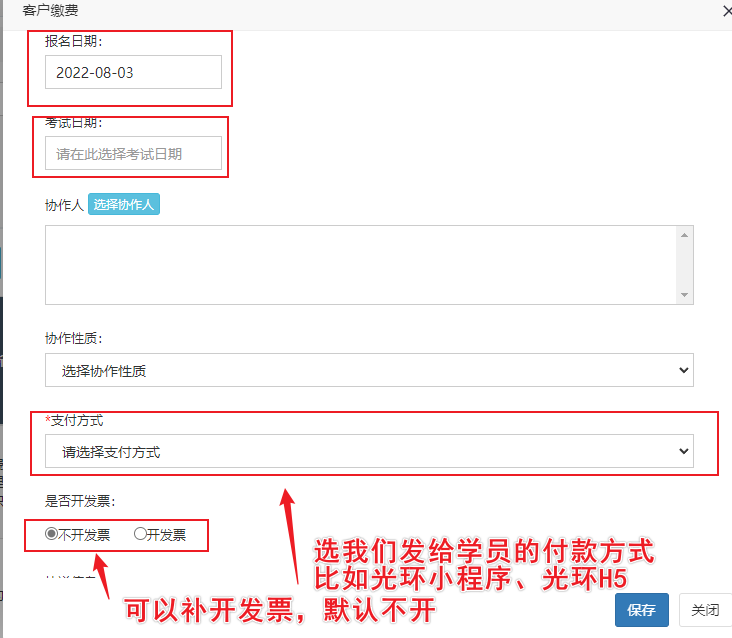 客户缴费
报名日期:
2022-08-03
考试日期:
请在此选择考试日期
协作人 选择协作人
协作性质:
选择协作性质
*支付方式
请选择支付方式
是否开发票:
不开发票 开发票
选我们发给学员的付款方式
比如光环小程序、光环H5
可以补开发票，默认不开
保存 关闭